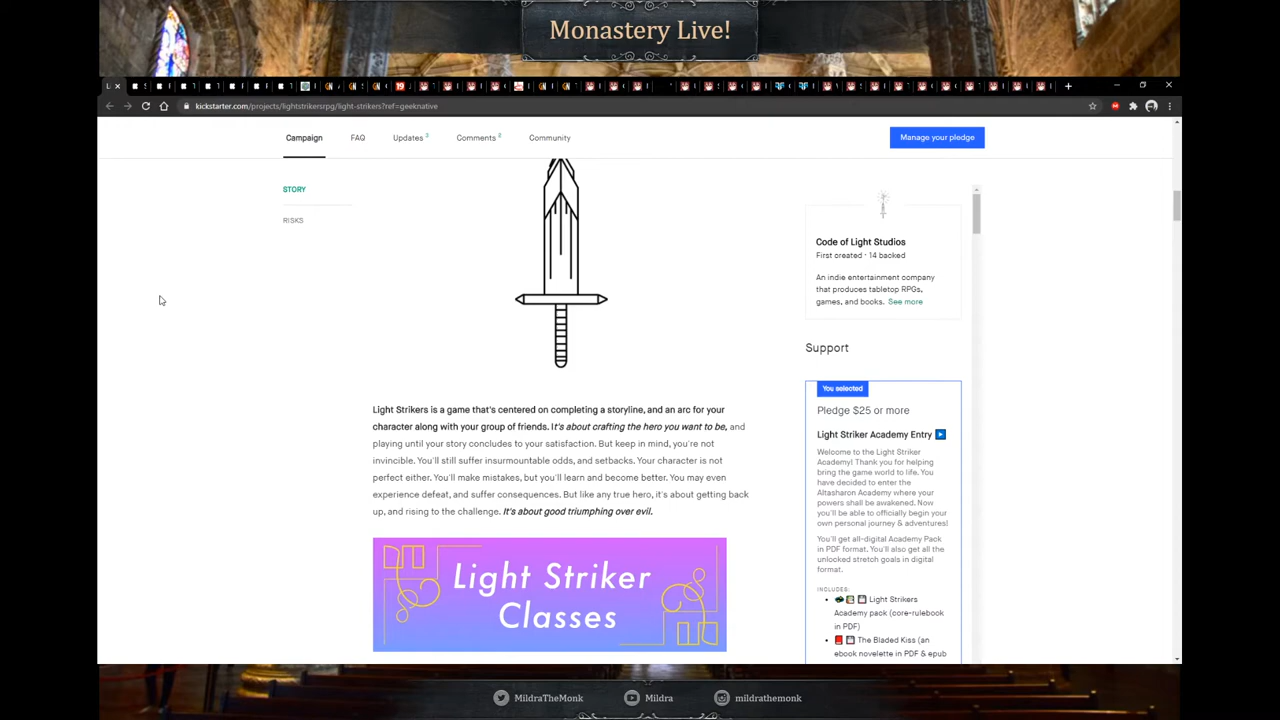 Monastery Live!
kickstarter.com/projects/lightstrikersrpg/light-strikers?ref=geeknative
Campaign FAQ Updates 3 Comments Community
Manage your pledge
STORY
RISKS
Code of Light Studios
First created · 14 backed
An indie entertainment company
that produces tabletop RPGs,
games, and books. See more
Support
Light Strikers is a game that's centered on completing a storyline, and an arc for your
character along with your group of friends. It's about crafting the hero you want to be, and
playing until your story concludes to your satisfaction. But keep in mind, you're not
invincible. You'll still suffer insurmountable odds, and setbacks. Your character is not
perfect either. You'll make mistakes, but you'll learn and become better. You may even
experience defeat, and suffer consequences. But like any true hero, it's about getting back
up, and rising to the challenge. It's about good triumphing over evil.
Light Striker
Classes
You selected
Pledge $25 or more
Light Striker Academy Entry
Welcome to the Light Striker
Academy! Thank you for helping
bring the game world to life. You
have decided to enter the
Altasharon Academy where your
powers shall be awakened. Now
you'll be able to officially begin your
own personal journey & adventures!
You'll get all-digital Academy Pack
in PDF format. You'll also get all the
unlocked stretch goals in digital
format.
INCLUDES:
Light Strikers
Academy pack (core-rulebook
in PDF)
The Bladed Kiss (an
ebook novelette in PDF & epub
MildraTheMonk Mildra mildrathemonk